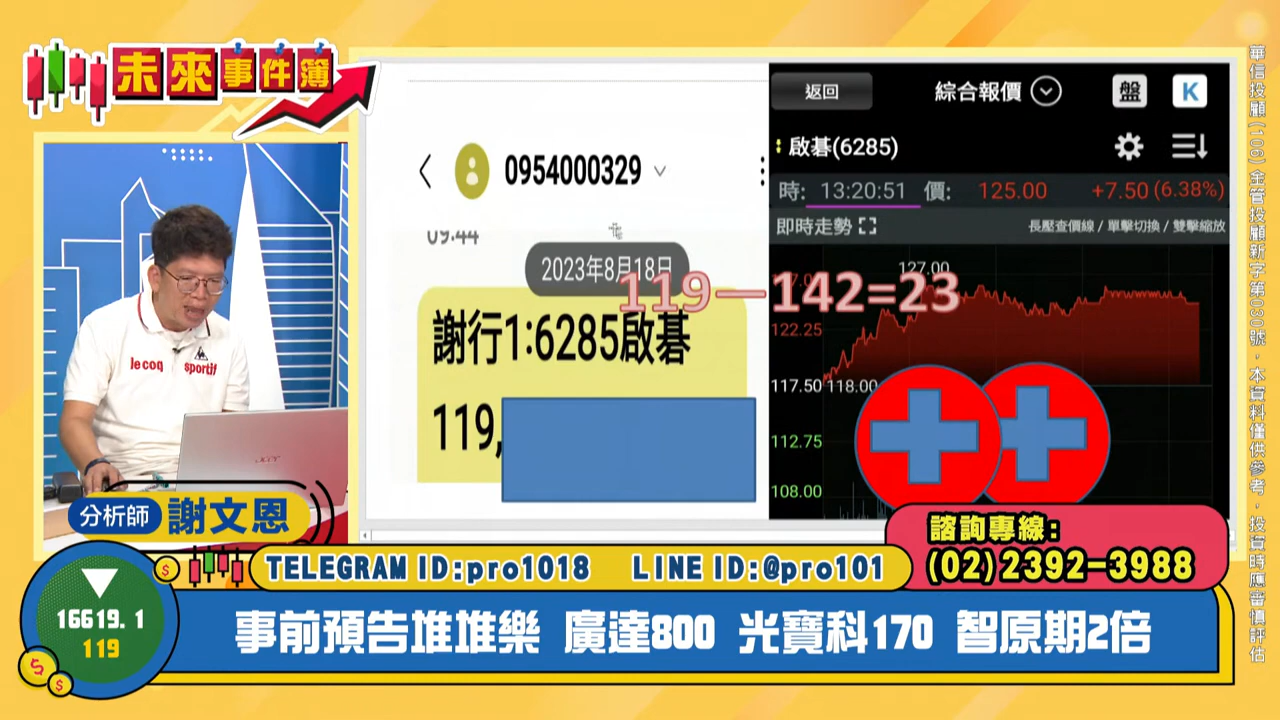 未來事件簿
0954000329
09:44
2023年8月18日
謝行1:6285啟碁
119,
119－142=23
返回
綜合報價
盤
K
啟碁(6285)
時: 13:20:51 價: 125.00 +7.50 (6.38%)
即時走勢
長壓查價線 / 單擊切換 / 雙擊縮放
127.00
122.25
117.50 118.00
112.75
108.00
le coq sportif
acer
分析師 謝文恩
諮詢專線:
(02)2392-3988
TELEGRAM ID:pro1018 LINE ID:@pro101
16619.1
119
事前預告堆堆樂 廣達800 光寶科170 智原期2倍
華信投顧(106)金管投顧新字第030號，本資料僅供參考，投資時應審慎評估